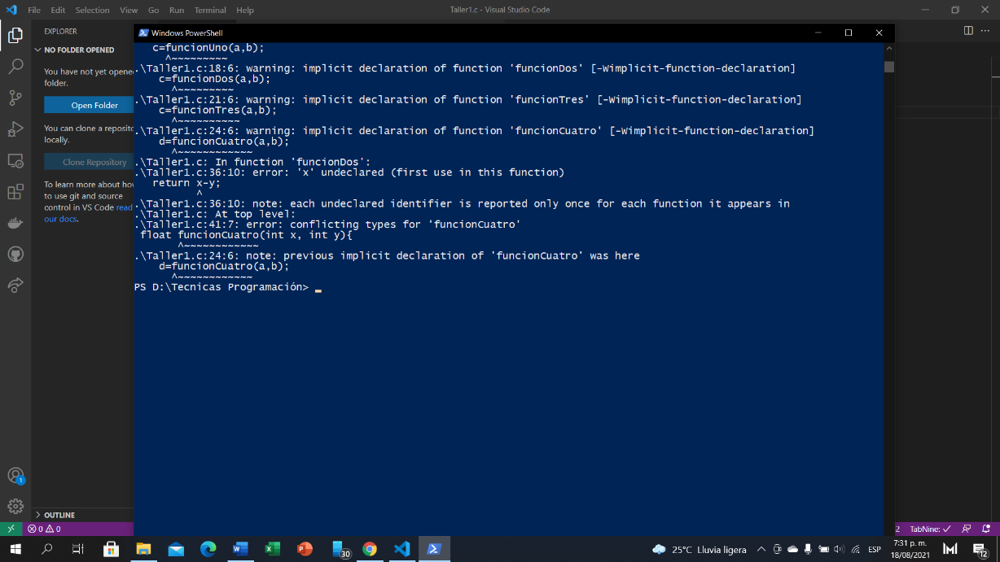 File Edit Selection View Go Run Terminal Help
Taller1.c - Visual Studio Code
EXPLORER
NO FOLDER OPENED
You have not yet opene
folder.
Open Folder
You can clone a reposito
locally.
Clone Repository
To learn more about how
to use git and source
control in VS Code read
our docs.
OUTLINE
Windows PowerShell
c=funcionUno(a,b);
^~~~~~~~~~
.\Taller1.c:18:6: warning: implicit declaration of function 'funcionDos' [-Wimplicit-function-declaration]
c=funcionDos(a,b);
^~~~~~~~~~
.\Taller1.c:21:6: warning: implicit declaration of function 'funcionTres' [-Wimplicit-function-declaration]
c=funcionTres(a,b);
^~~~~~~~~~~
.\Taller1.c:24:6: warning: implicit declaration of function 'funcionCuatro' [-Wimplicit-function-declaration]
d=funcionCuatro(a,b);
^~~~~~~~~~~~~
.\Taller1.c: In function 'funcionDos':
.\Taller1.c:36:10: error: 'x' undeclared (first use in this function)
return x-y;
^
.\Taller1.c:36:10: note: each undeclared identifier is reported only once for each function it appears in
.\Taller1.c: At top level:
.\Taller1.c:41:7: error: conflicting types for 'funcionCuatro'
float funcionCuatro(int x, int y){
^~~~~~~~~~~~~
.\Taller1.c:24:6: note: previous implicit declaration of 'funcionCuatro' was here
d=funcionCuatro(a,b);
^~~~~~~~~~~~~
PS D:\Tecnicas Programación>
1
0 0
2 TabNine:
30
25°C Lluvia ligera
ESP
7:31 p. m.
18/08/2021
12